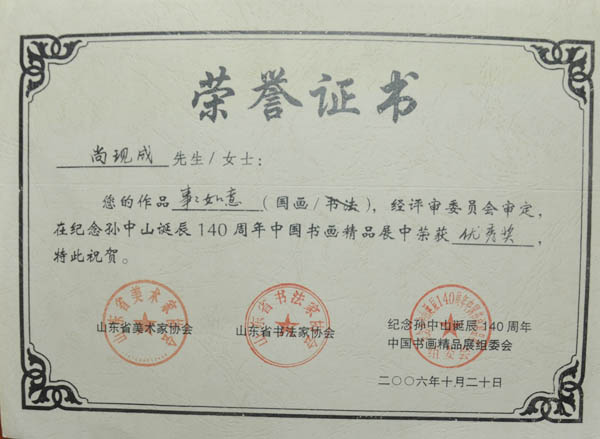 荣誉证书
尚现成 先生/女士：
您的作品 事事如意 （国画/书法），经评审委员会审定，
在纪念孙中山诞辰140周年中国书画精品展中荣获 优秀奖，
特此祝贺。
山东省美术家协会
山东省书法家协会
纪念孙中山诞辰140周年
中国书画精品展组委会
二〇〇六年十月二十日